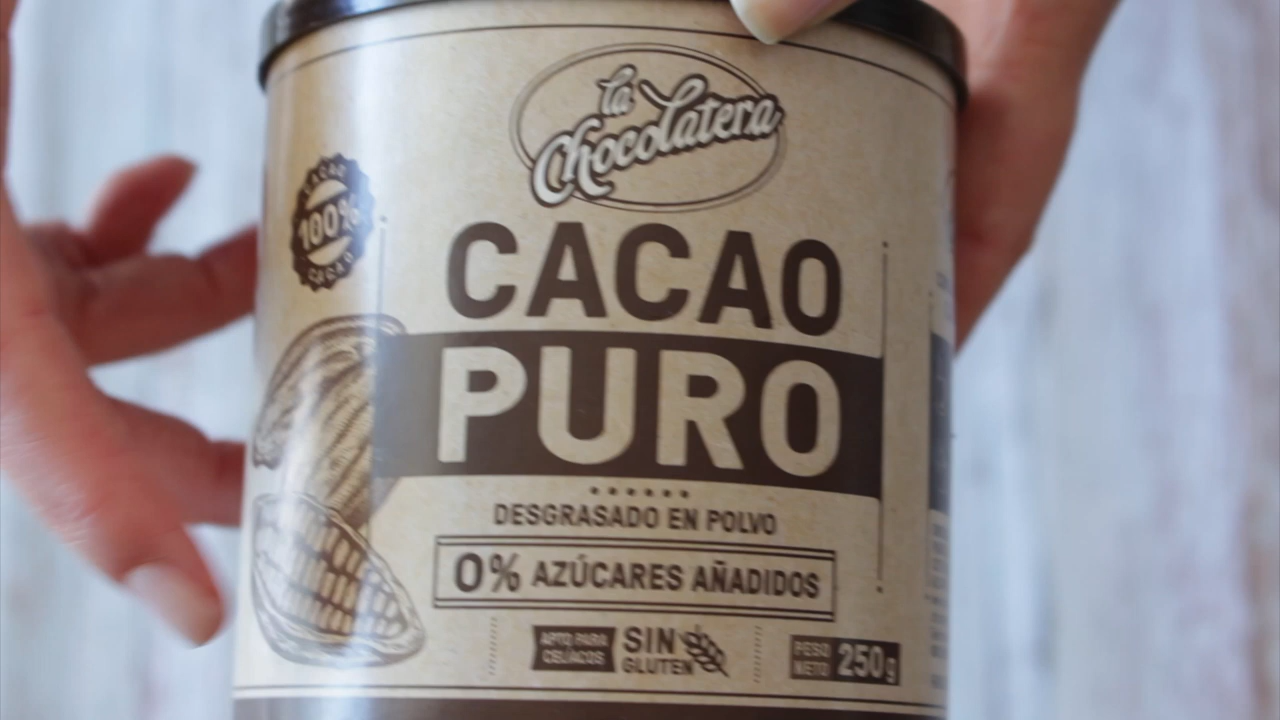 la
Chocolatera
CACAO
100%
CACAO
CACAO
PURO
DESGRASADO EN POLVO
0% AZÚCARES AÑADIDOS
APTO PARA
CELÍACOS
SIN
GLUTEN
PESO
NETO
250g